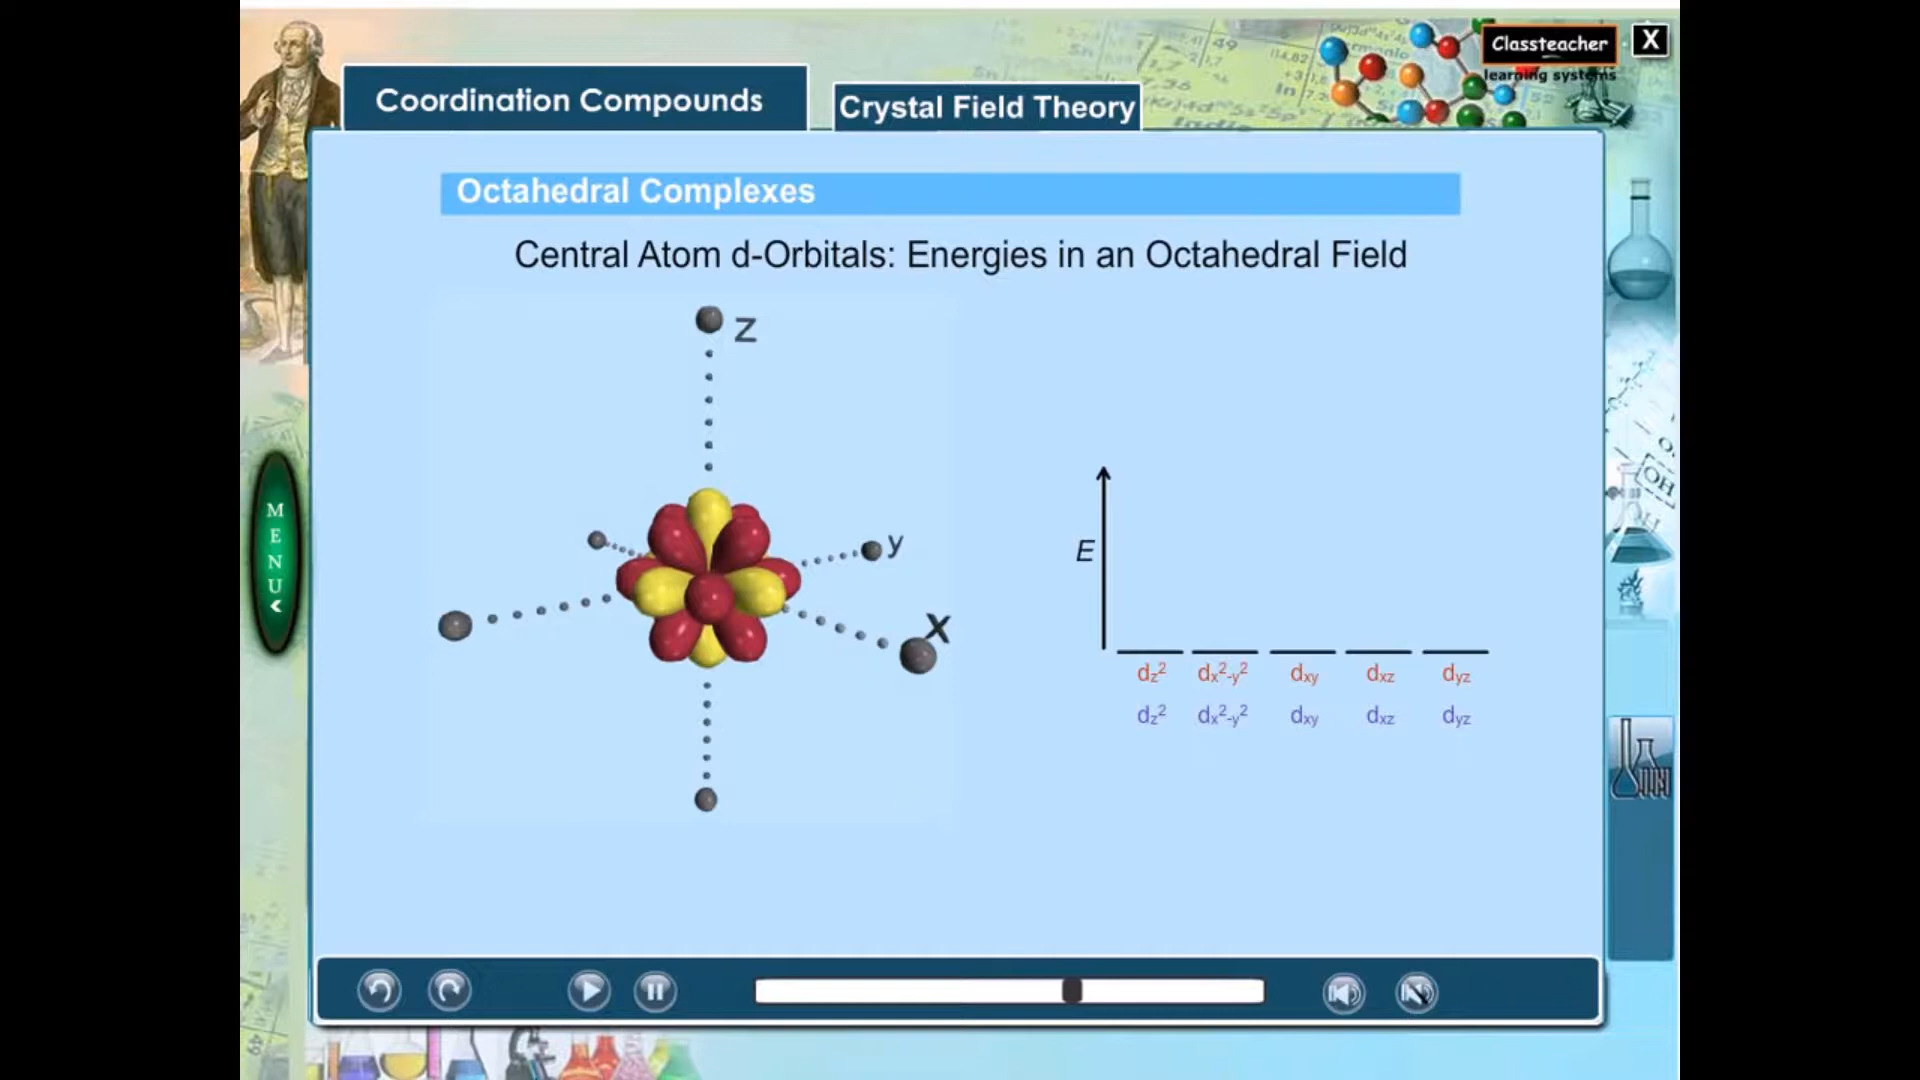 Classteacher
learning systems
X
Coordination Compounds
Crystal Field Theory
Octahedral Complexes
Central Atom d-Orbitals: Energies in an Octahedral Field
Z
y
X
E
dz² dx²-y² dxy dxz dyz
dz² dx²-y² dxy dxz dyz
MENU